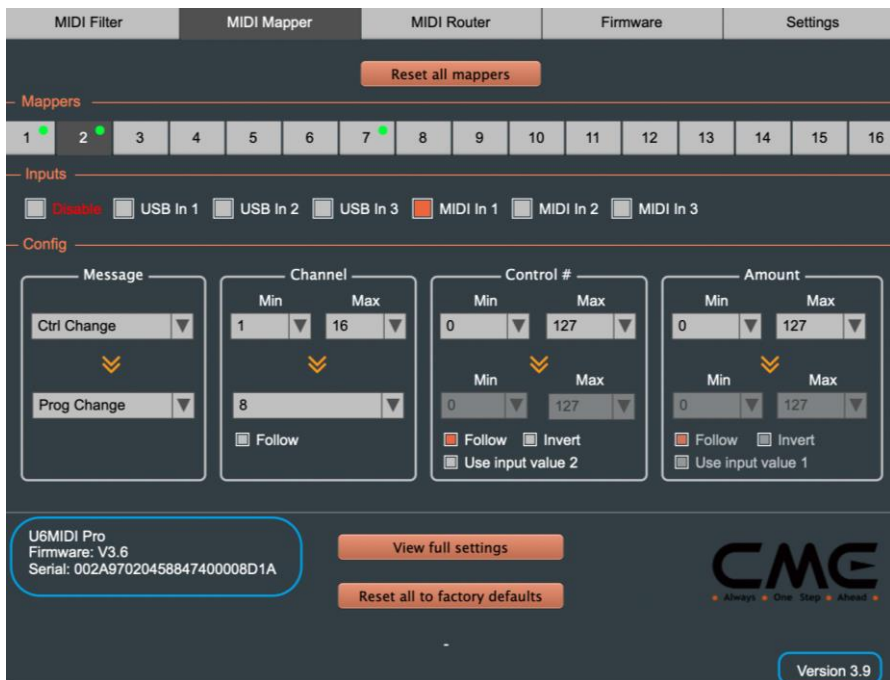 MIDI Filter MIDI Mapper MIDI Router Firmware Settings
Reset all mappers
Mappers
1 2 3 4 5 6 7 8 9 10 11 12 13 14 15 16
Inputs
Disable USB In 1 USB In 2 USB In 3 MIDI In 1 MIDI In 2 MIDI In 3
Config
Message Channel Control # Amount
Min Max Min Max Min Max
Ctrl Change 1 16 0 127 0 127
Min Max Min Max
Prog Change 8 0 127 0 127
Follow Follow Invert Follow Invert
Use input value 2 Use input value 1
U6MIDI Pro
Firmware: V3.6
Serial: 002A97020458847400008D1A
View full settings
Reset all to factory defaults
CME
Always One Step Ahead
-
Version 3.9